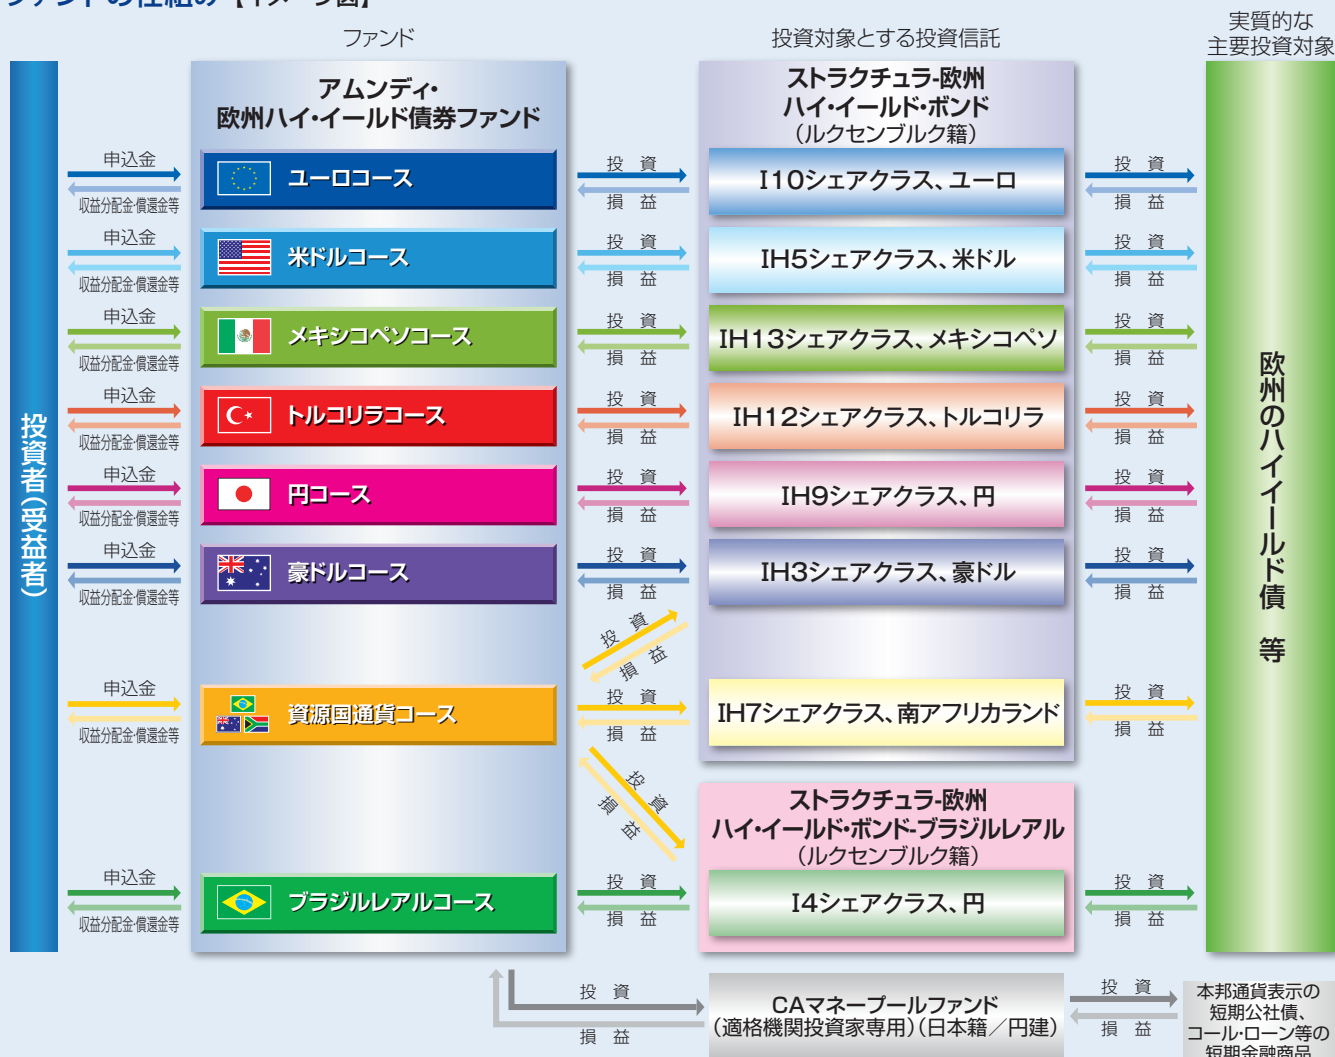 ファンドの仕組み【イメージ図】
ファンド
投資対象とする投資信託
実質的な
主要投資対象
投資者(受益者)
アムンディ・
欧州ハイ・イールド債券ファンド
ストラクチュラ-欧州
ハイ・イールド・ボンド
(ルクセンブルク籍)
欧州のハイイールド債 等
申込金
収益分配金・償還金等
ユーロコース
投 資
損 益
I10シェアクラス、ユーロ
投 資
損 益
申込金
収益分配金・償還金等
米ドルコース
投 資
損 益
IH5シェアクラス、米ドル
投 資
損 益
申込金
収益分配金・償還金等
メキシコペソコース
投 資
損 益
IH13シェアクラス、メキシコペソ
投 資
損 益
申込金
収益分配金・償還金等
トルコリラコース
投 資
損 益
IH12シェアクラス、トルコリラ
投 資
損 益
申込金
収益分配金・償還金等
円コース
投 資
損 益
IH9シェアクラス、円
投 資
損 益
申込金
収益分配金・償還金等
豪ドルコース
投 資
損 益
IH3シェアクラス、豪ドル
投 資
損 益
投 資
損 益
申込金
収益分配金・償還金等
資源国通貨コース
投 資
損 益
IH7シェアクラス、南アフリカランド
投 資
損 益
投 資
損 益
ストラクチュラ-欧州
ハイ・イールド・ボンド-ブラジルレアル
(ルクセンブルク籍)
申込金
収益分配金・償還金等
ブラジルレアルコース
投 資
損 益
I4シェアクラス、円
投 資
損 益
投 資
損 益
CAマネープールファンド
(適格機関投資家専用)(日本籍/円建)
投 資
損 益
本邦通貨表示の
短期公社債、
コール・ローン等の
短期金融商品